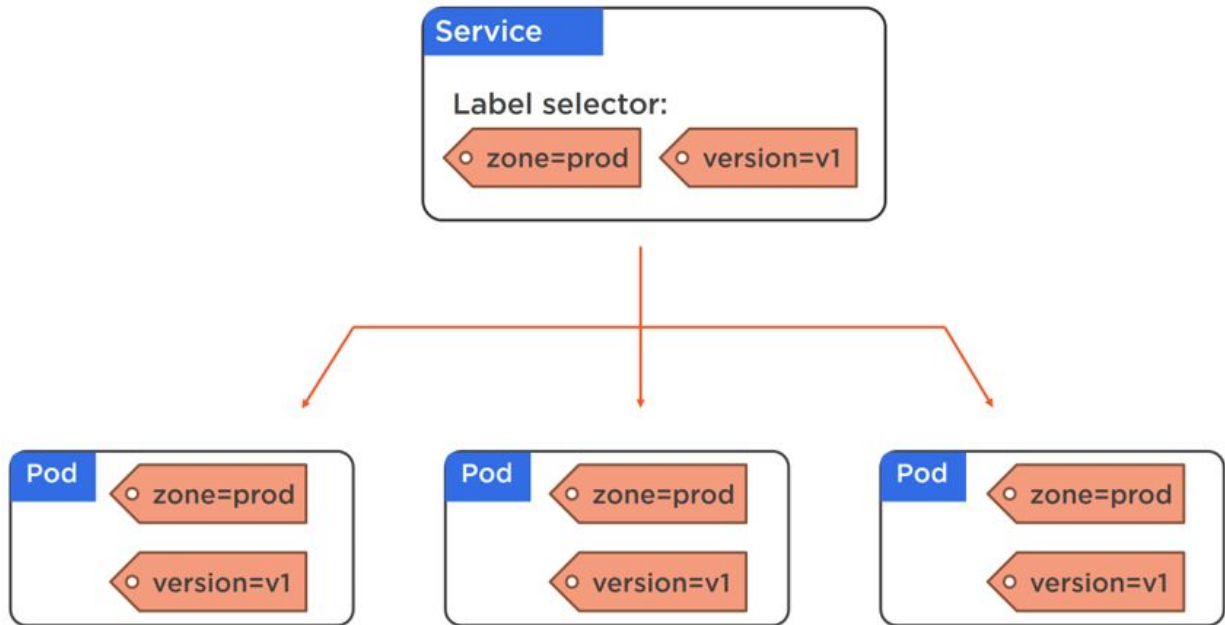 Service
Label selector:
zone=prod version=v1
Pod zone=prod
version=v1
Pod zone=prod
version=v1
Pod zone=prod
version=v1